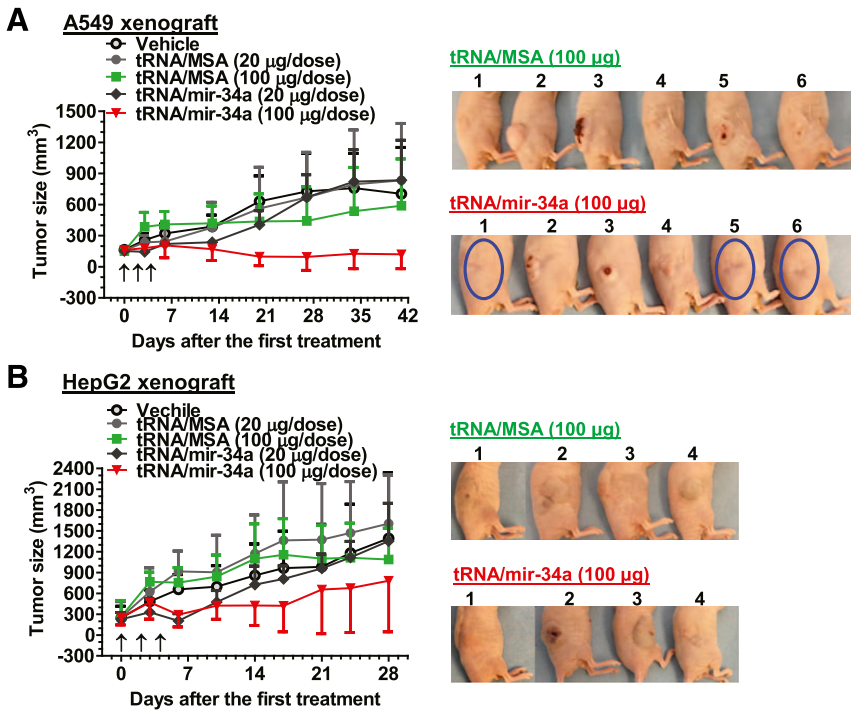 A
A549 xenograft
Vehicle
tRNA/MSA (20 µg/dose)
tRNA/MSA (100 µg/dose)
tRNA/mir-34a (20 µg/dose)
tRNA/mir-34a (100 µg/dose)
1500
1200
900
600
300
0
-300
Tumor size (mm3)
0 7 14 21 28 35 42
Days after the first treatment
tRNA/MSA (100 µg)
1 2 3 4 5 6
tRNA/mir-34a (100 µg)
1 2 3 4 5 6
B
HepG2 xenograft
Vechile
tRNA/MSA (20 µg/dose)
tRNA/MSA (100 µg/dose)
tRNA/mir-34a (20 µg/dose)
tRNA/mir-34a (100 µg/dose)
2400
2100
1800
1500
1200
900
600
300
0
-300
Tumor size (mm3)
0 7 14 21 28
Days after the first treatment
tRNA/MSA (100 µg)
1 2 3 4
tRNA/mir-34a (100 µg)
1 2 3 4